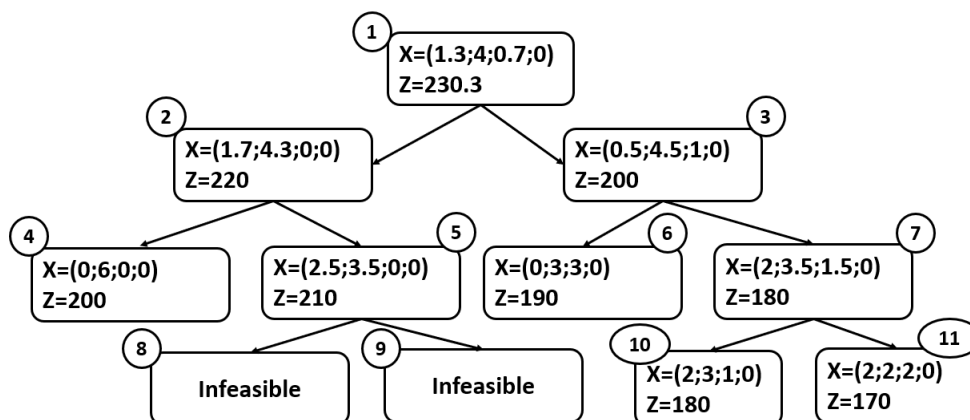 1
X=(1.3;4;0.7;0)
Z=230.3
2
X=(1.7;4.3;0;0)
Z=220
3
X=(0.5;4.5;1;0)
Z=200
4
X=(0;6;0;0)
Z=200
5
X=(2.5;3.5;0;0)
Z=210
6
X=(0;3;3;0)
Z=190
7
X=(2;3.5;1.5;0)
Z=180
8
Infeasible
9
Infeasible
10
X=(2;3;1;0)
Z=180
11
X=(2;2;2;0)
Z=170